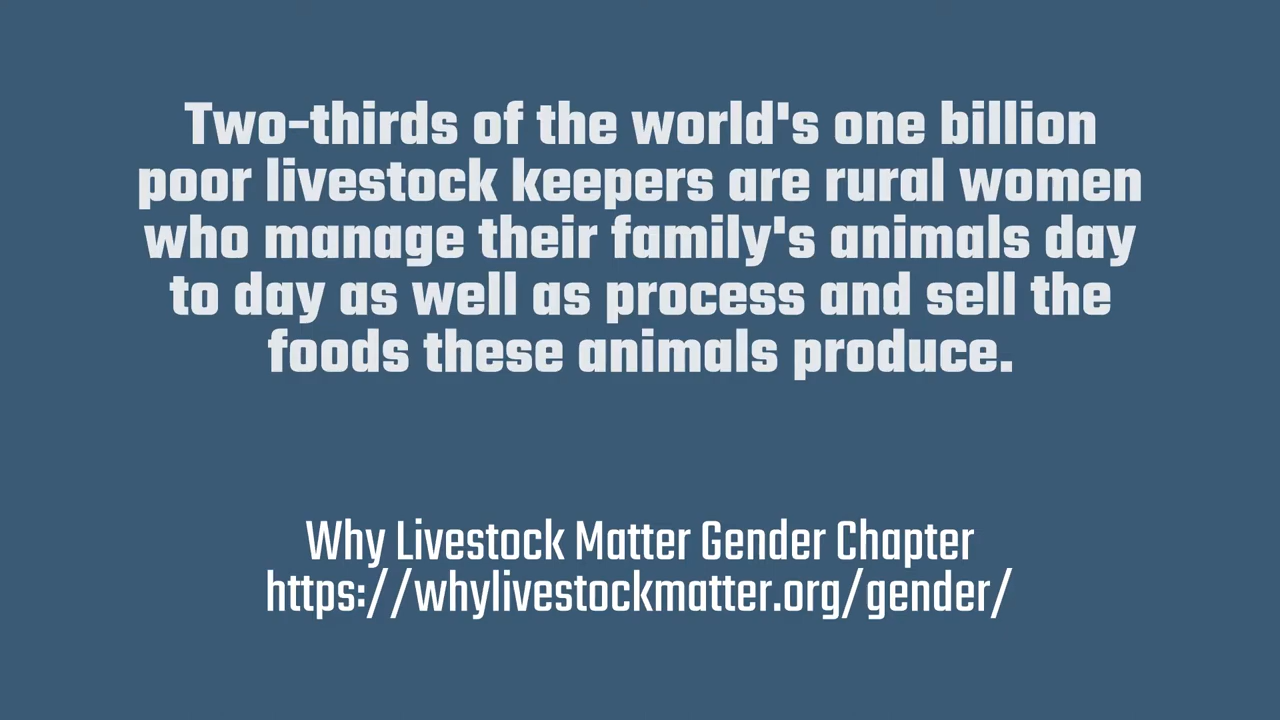 Two-thirds of the world's one billion
poor livestock keepers are rural women
who manage their family's animals day
to day as well as process and sell the
foods these animals produce.
Why Livestock Matter Gender Chapter
https://whylivestockmatter.org/gender/